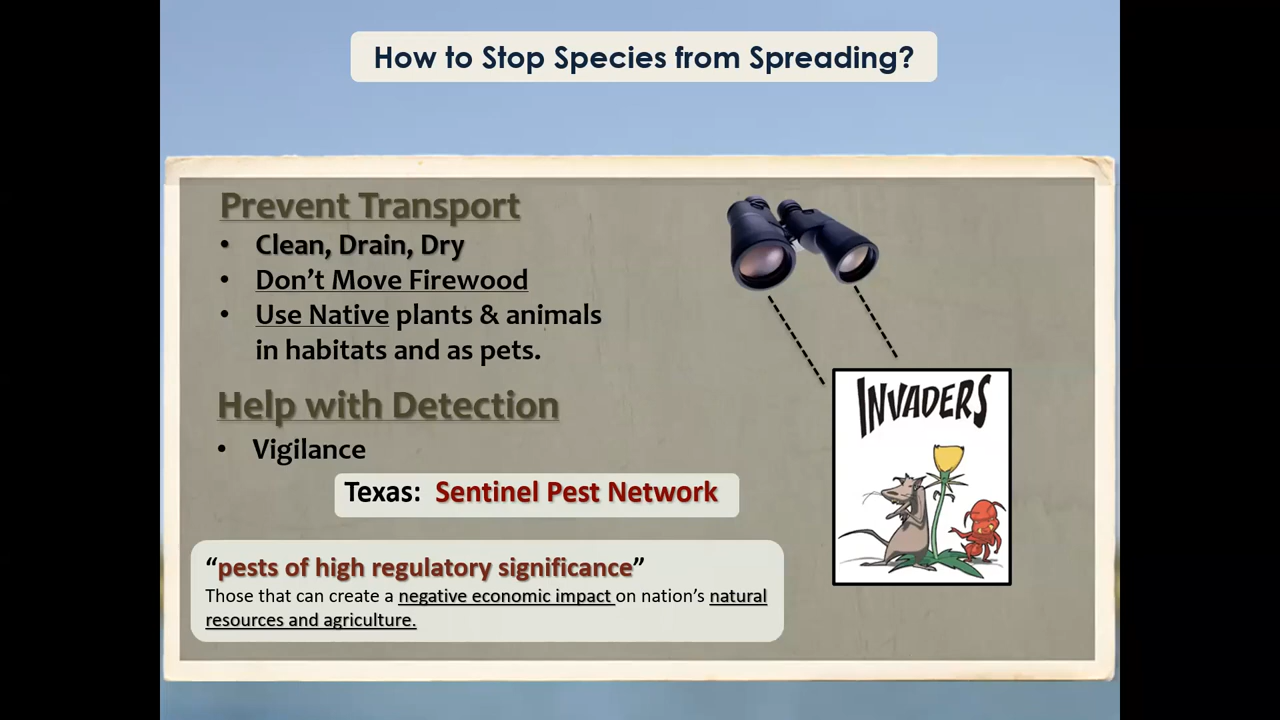 How to Stop Species from Spreading?
Prevent Transport
• Clean, Drain, Dry
• Don’t Move Firewood
• Use Native plants & animals
in habitats and as pets.
Help with Detection
• Vigilance
Texas: Sentinel Pest Network
“pests of high regulatory significance”
Those that can create a negative economic impact on nation’s natural
resources and agriculture.
INVADERS